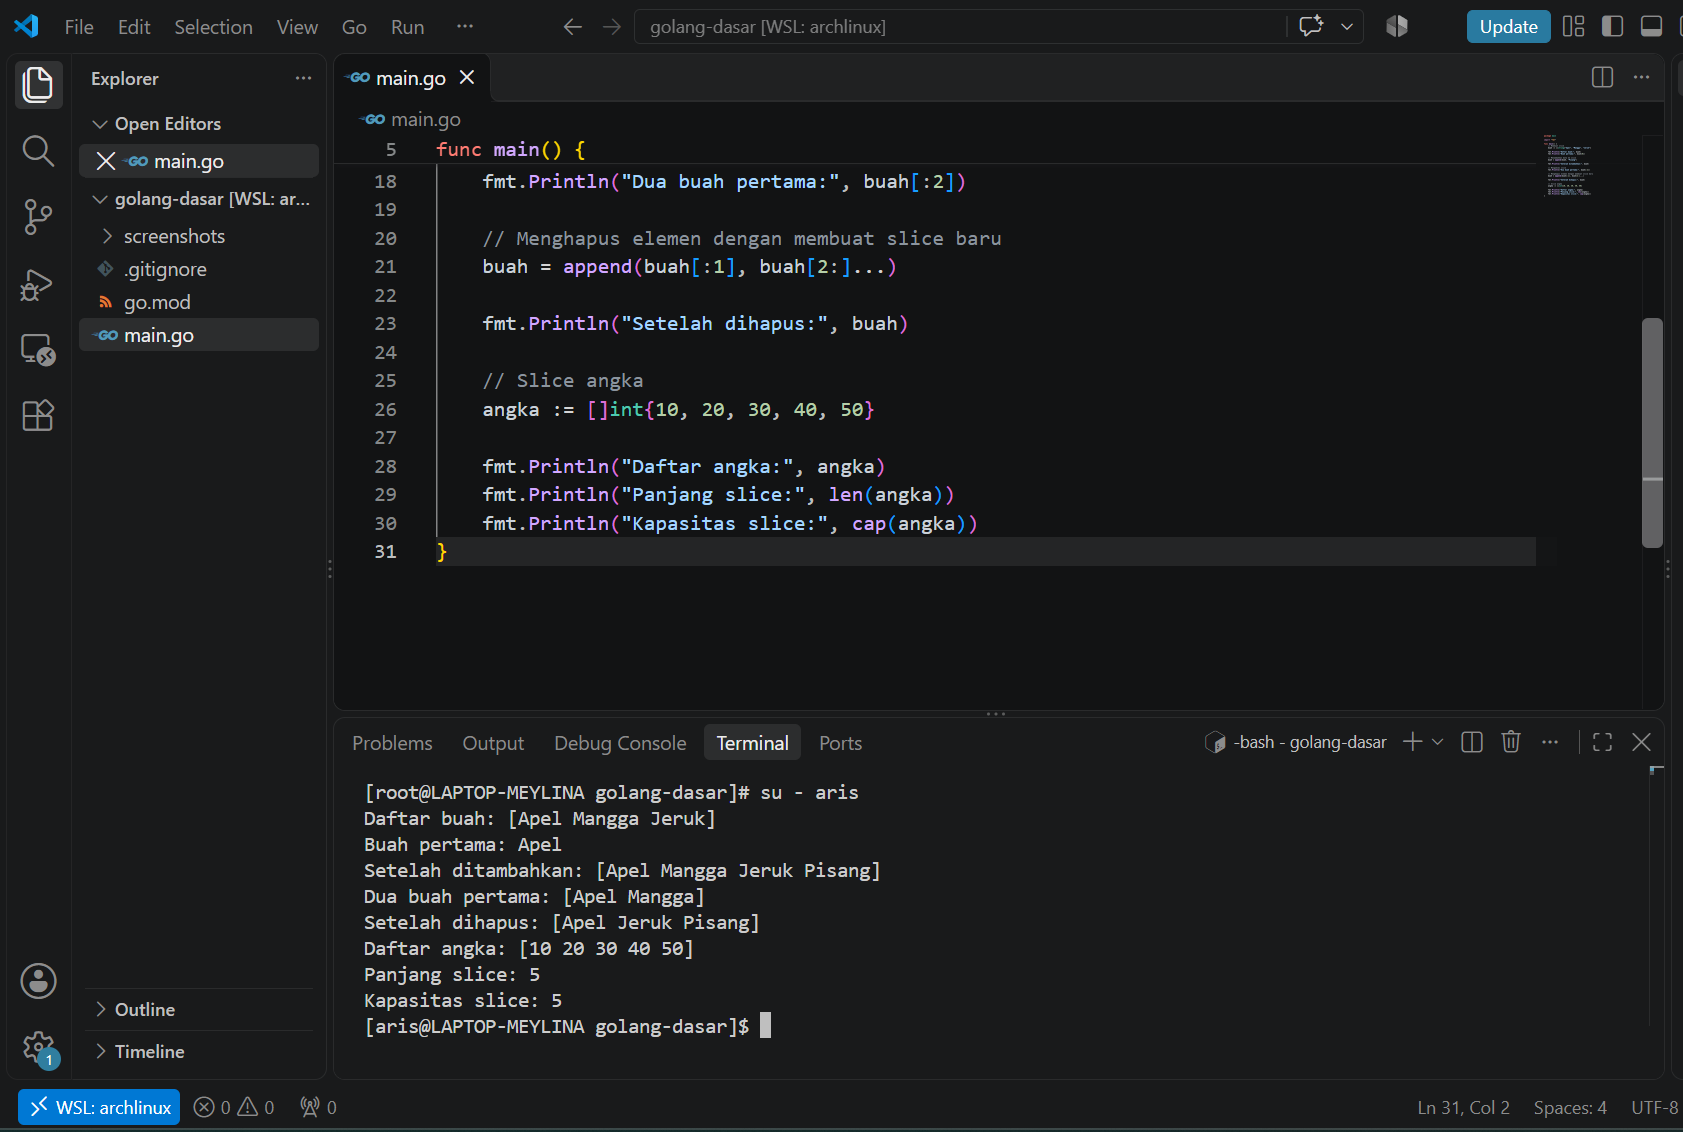 File Edit Selection View Go Run ··· golang-dasar [WSL: archlinux] Update
Explorer ···
Open Editors
GO main.go
golang-dasar [WSL: ar...
screenshots
.gitignore
go.mod
GO main.go
Outline
Timeline
GO main.go
GO main.go
5 func main() {
18 fmt.Println("Dua buah pertama:", buah[:2])
19
20 // Menghapus elemen dengan membuat slice baru
21 buah = append(buah[:1], buah[2:]...)
22
23 fmt.Println("Setelah dihapus:", buah)
24
25 // Slice angka
26 angka := []int{10, 20, 30, 40, 50}
27
28 fmt.Println("Daftar angka:", angka)
29 fmt.Println("Panjang slice:", len(angka))
30 fmt.Println("Kapasitas slice:", cap(angka))
31 }
Problems Output Debug Console Terminal Ports -bash - golang-dasar
[root@LAPTOP-MEYLINA golang-dasar]# su - aris
Daftar buah: [Apel Mangga Jeruk]
Buah pertama: Apel
Setelah ditambahkan: [Apel Mangga Jeruk Pisang]
Dua buah pertama: [Apel Mangga]
Setelah dihapus: [Apel Jeruk Pisang]
Daftar angka: [10 20 30 40 50]
Panjang slice: 5
Kapasitas slice: 5
[aris@LAPTOP-MEYLINA golang-dasar]$
1
WSL: archlinux 0 0 0 Ln 31, Col 2 Spaces: 4 UTF-8